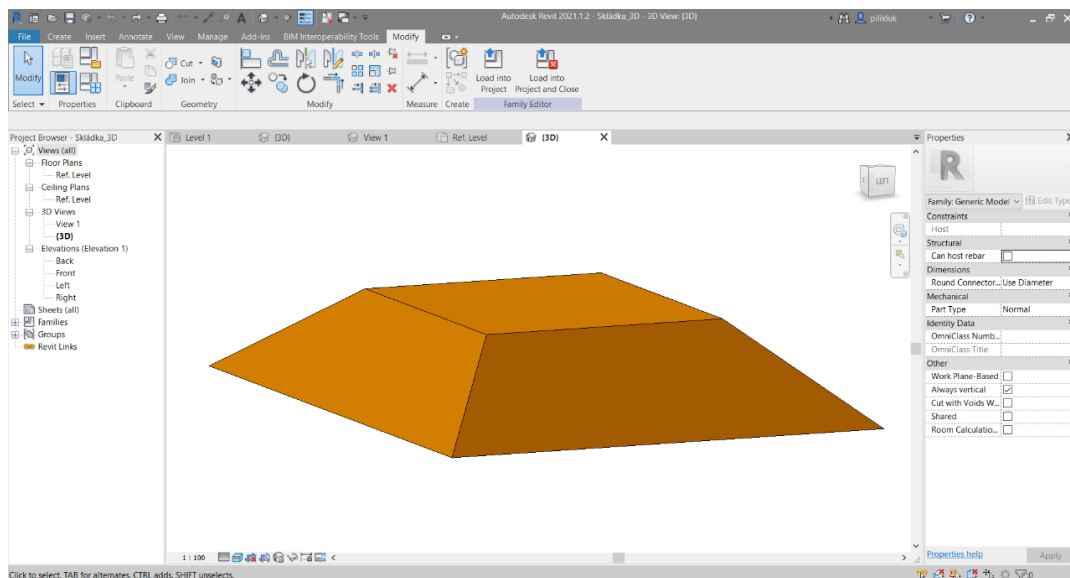 Autodesk Revit 2021.1.2 - Skládka_3D - 3D View: {3D}
pilikduk
File Create Insert Annotate View Manage Add-Ins BIM Interoperability Tools Modify
Modify
Paste
Cut
Join
Load into Project
Load into Project and Close
Select Properties Clipboard Geometry Modify Measure Create Family Editor
Project Browser - Skládka_3D
Level 1 {3D} View 1 Ref. Level {3D}
Properties
Views (all)
Floor Plans
Ref. Level
Ceiling Plans
Ref. Level
3D Views
View 1
{3D}
Elevations (Elevation 1)
Back
Front
Left
Right
Sheets (all)
Families
Groups
Revit Links
LEFT
R
Family: Generic Model Edit Type
Constraints
Host
Structural
Can host rebar
Dimensions
Round Connector... Use Diameter
Mechanical
Part Type Normal
Identity Data
OmniClass Numb...
OmniClass Title
Other
Work Plane-Based
Always vertical
Cut with Voids W...
Shared
Room Calculatio...
1 : 100
Properties help Apply
Click to select, TAB for alternates, CTRL adds, SHIFT unselects.
:0